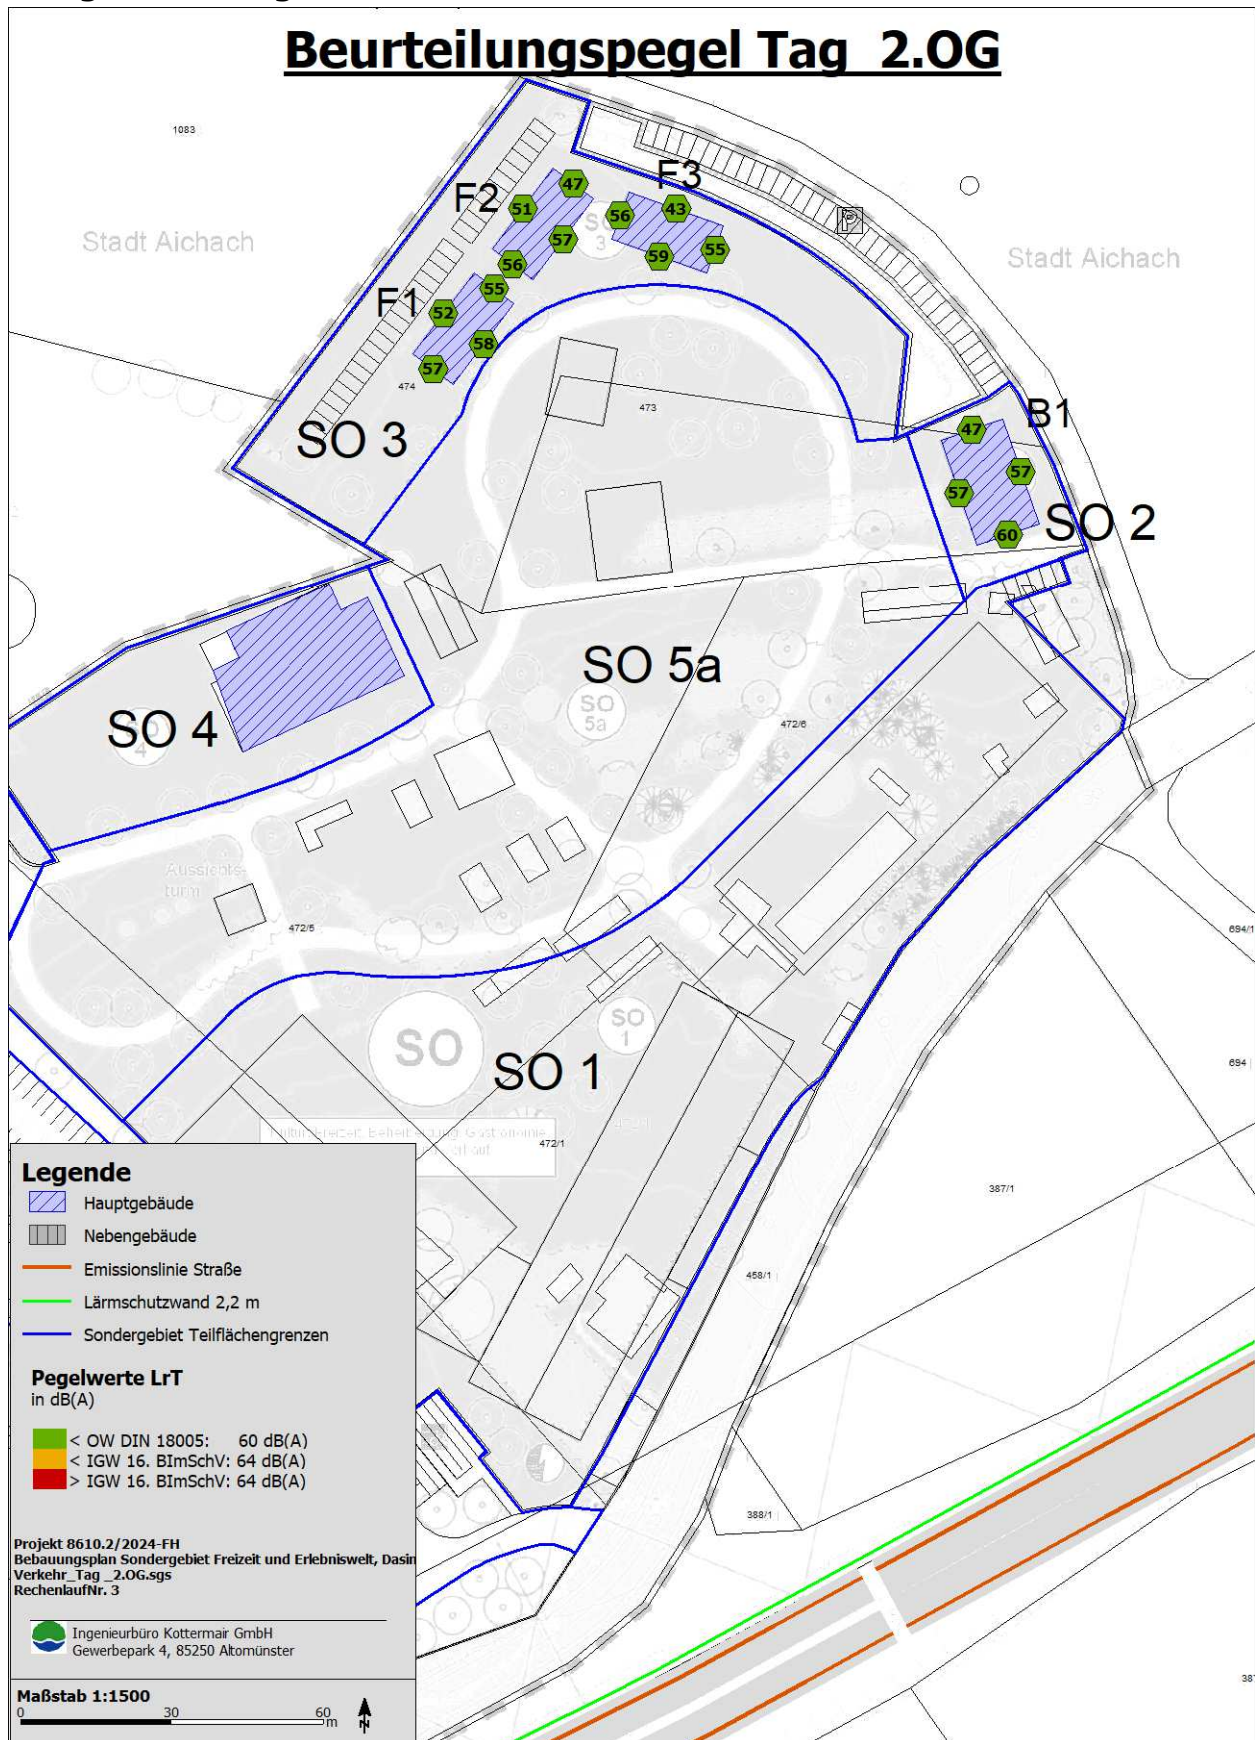 Beurteilungspegel Tag 2.OG
1083
F3
F2
47
51
56
43
SO
3
Stadt Aichach
P
Stadt Aichach
57
59
55
56
55
F1
52
58
57
474
473
SO 3
B1
47
57
57
SO 2
60
SO 5a
SO
5a
472/6
SO 4
4
Aussichts-
turm
472/5
694/1
SO
SO
1
SO 1
694
472/1
387/1
458/1
388/1
387
Legende
Hauptgebäude
Nebengebäude
Emissionslinie Straße
Lärmschutzwand 2,2 m
Sondergebiet Teilflächengrenzen
Pegelwerte LrT
in dB(A)
< OW DIN 18005: 60 dB(A)
< IGW 16. BImSchV: 64 dB(A)
> IGW 16. BImSchV: 64 dB(A)
Projekt 8610.2/2024-FH
Bebauungsplan Sondergebiet Freizeit und Erlebniswelt, Dasin
Verkehr_Tag _2.OG.sgs
RechenlaufNr. 3
Ingenieurbüro Kottermair GmbH
Gewerbepark 4, 85250 Altomünster
Maßstab 1:1500
0 30 60
m
N